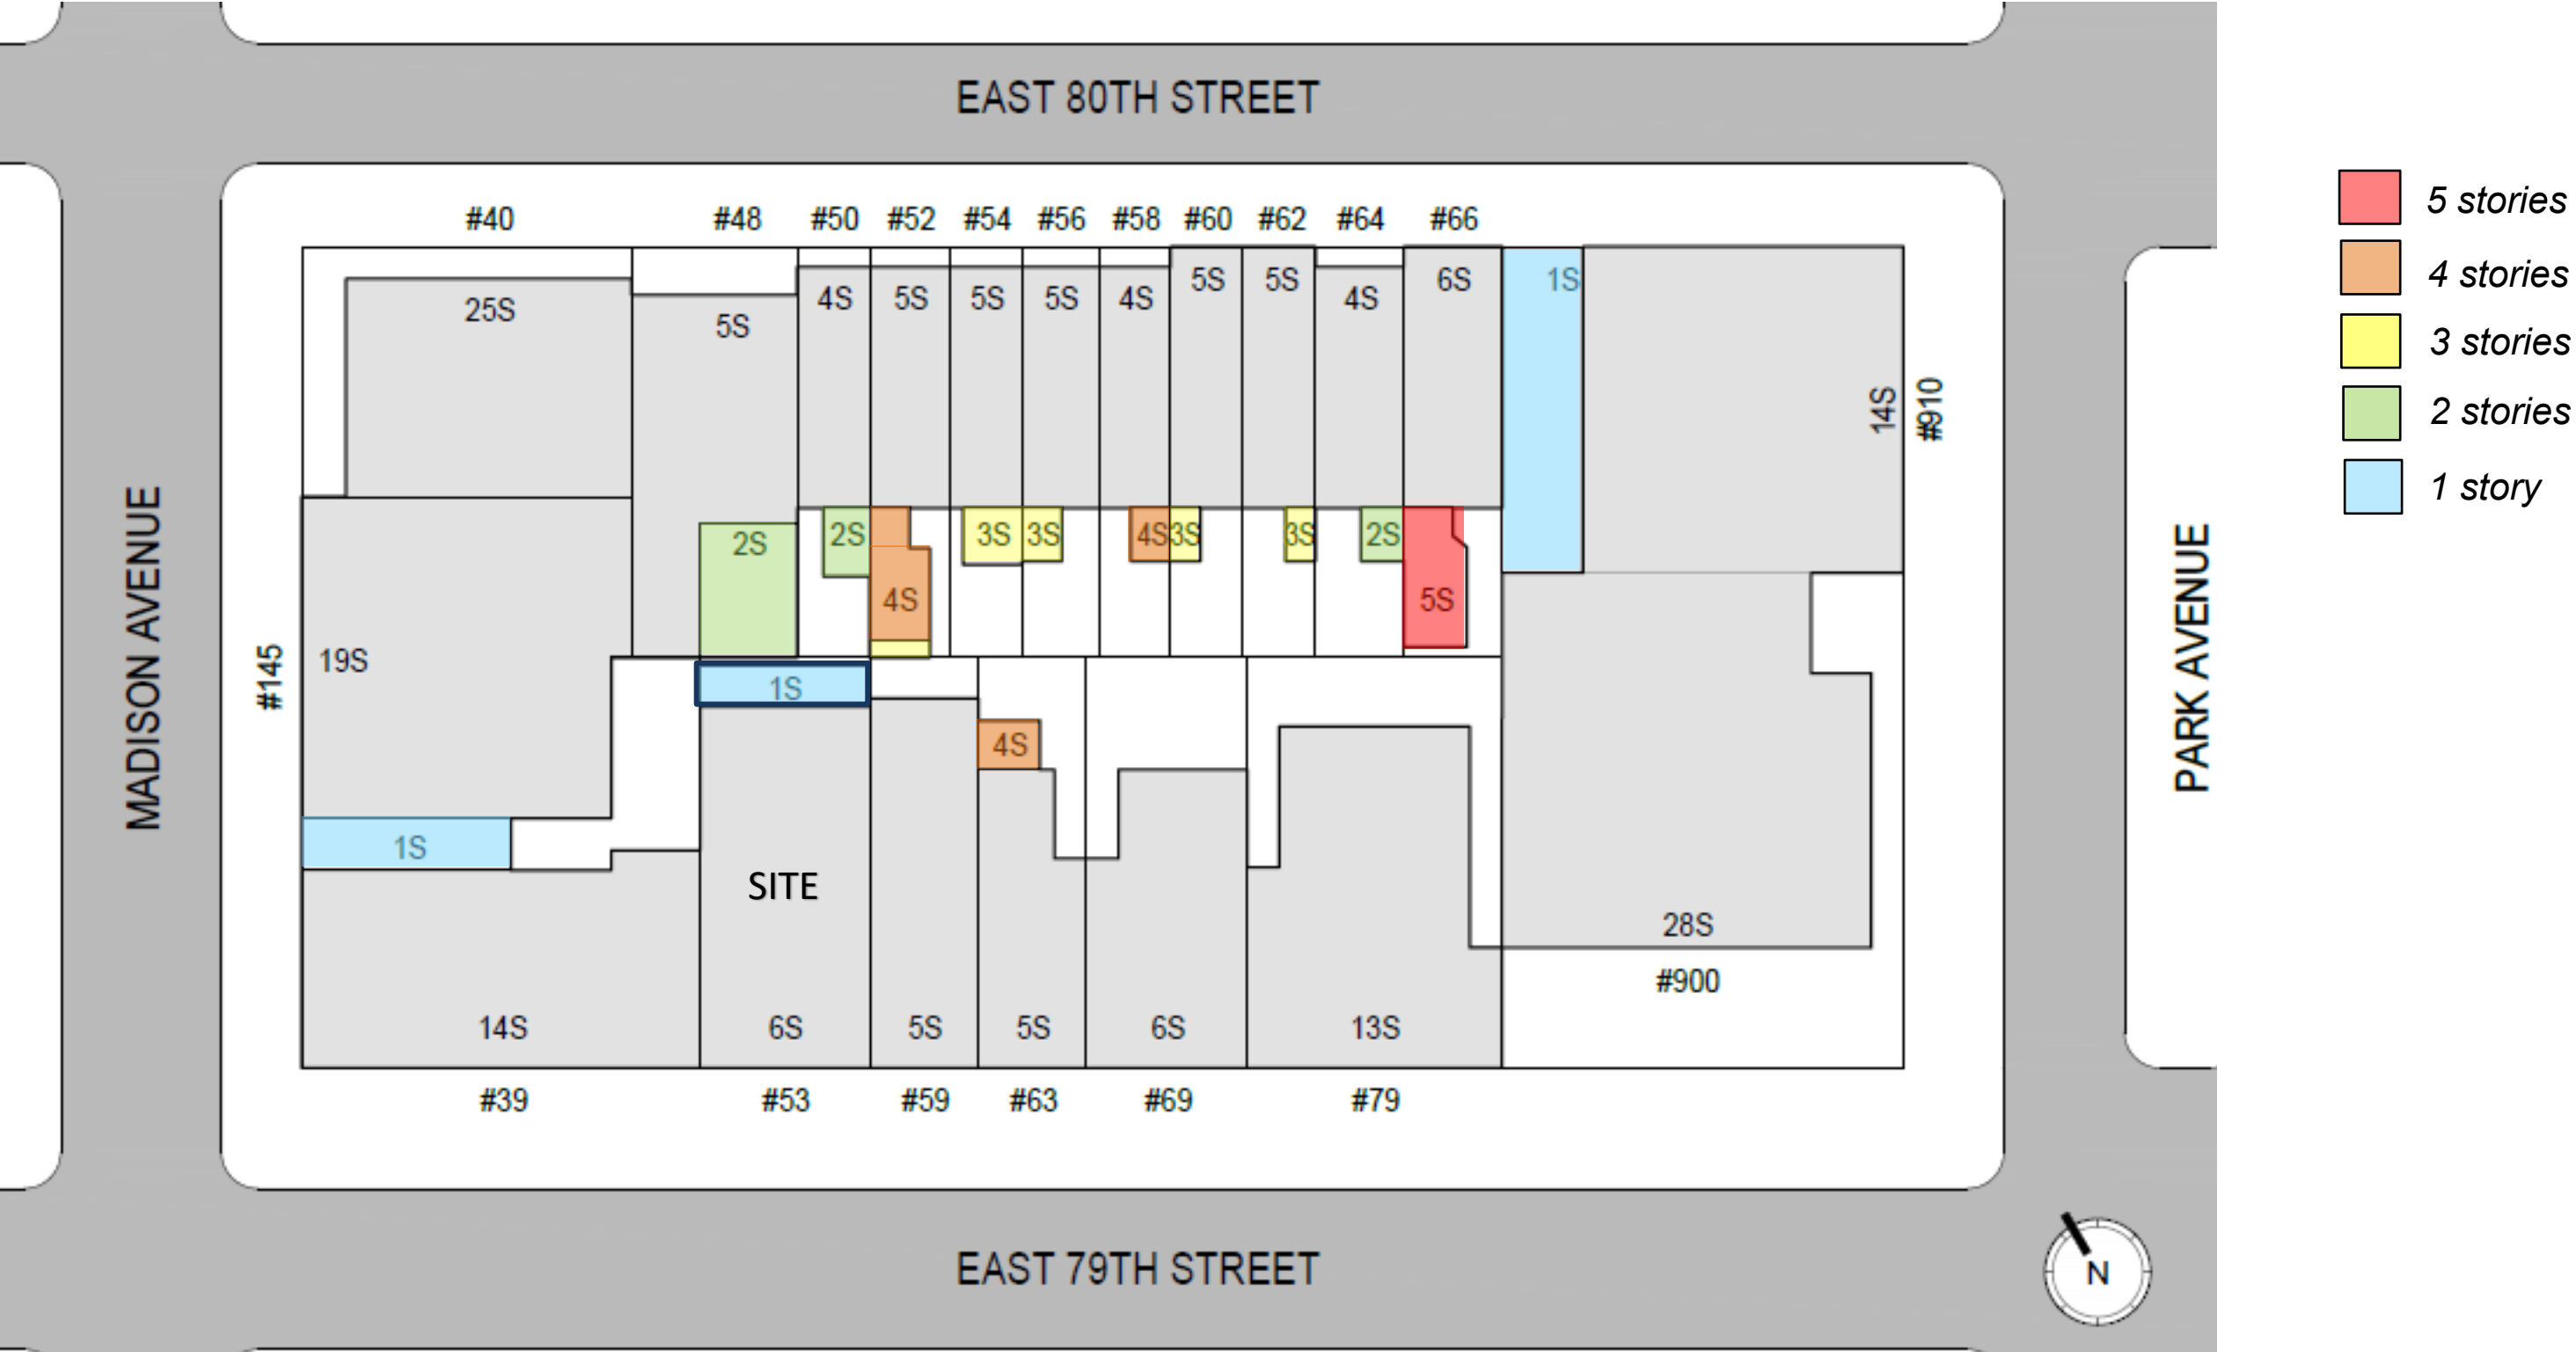 EAST 80TH STREET
5 stories
4 stories
3 stories
2 stories
1 story
#40 #48 #50 #52 #54 #56 #58 #60 #62 #64 #66
25S 5S 4S 5S 5S 5S 4S 5S 5S 4S 6S 1S
14S
#910
MADISON AVENUE
PARK AVENUE
#145
2S 2S 4S 3S 3S 4S 3S 3S 2S 5S
19S
1S
4S
1S
SITE
28S
#900
14S 6S 5S 5S 6S 13S
#39 #53 #59 #63 #69 #79
EAST 79TH STREET
N